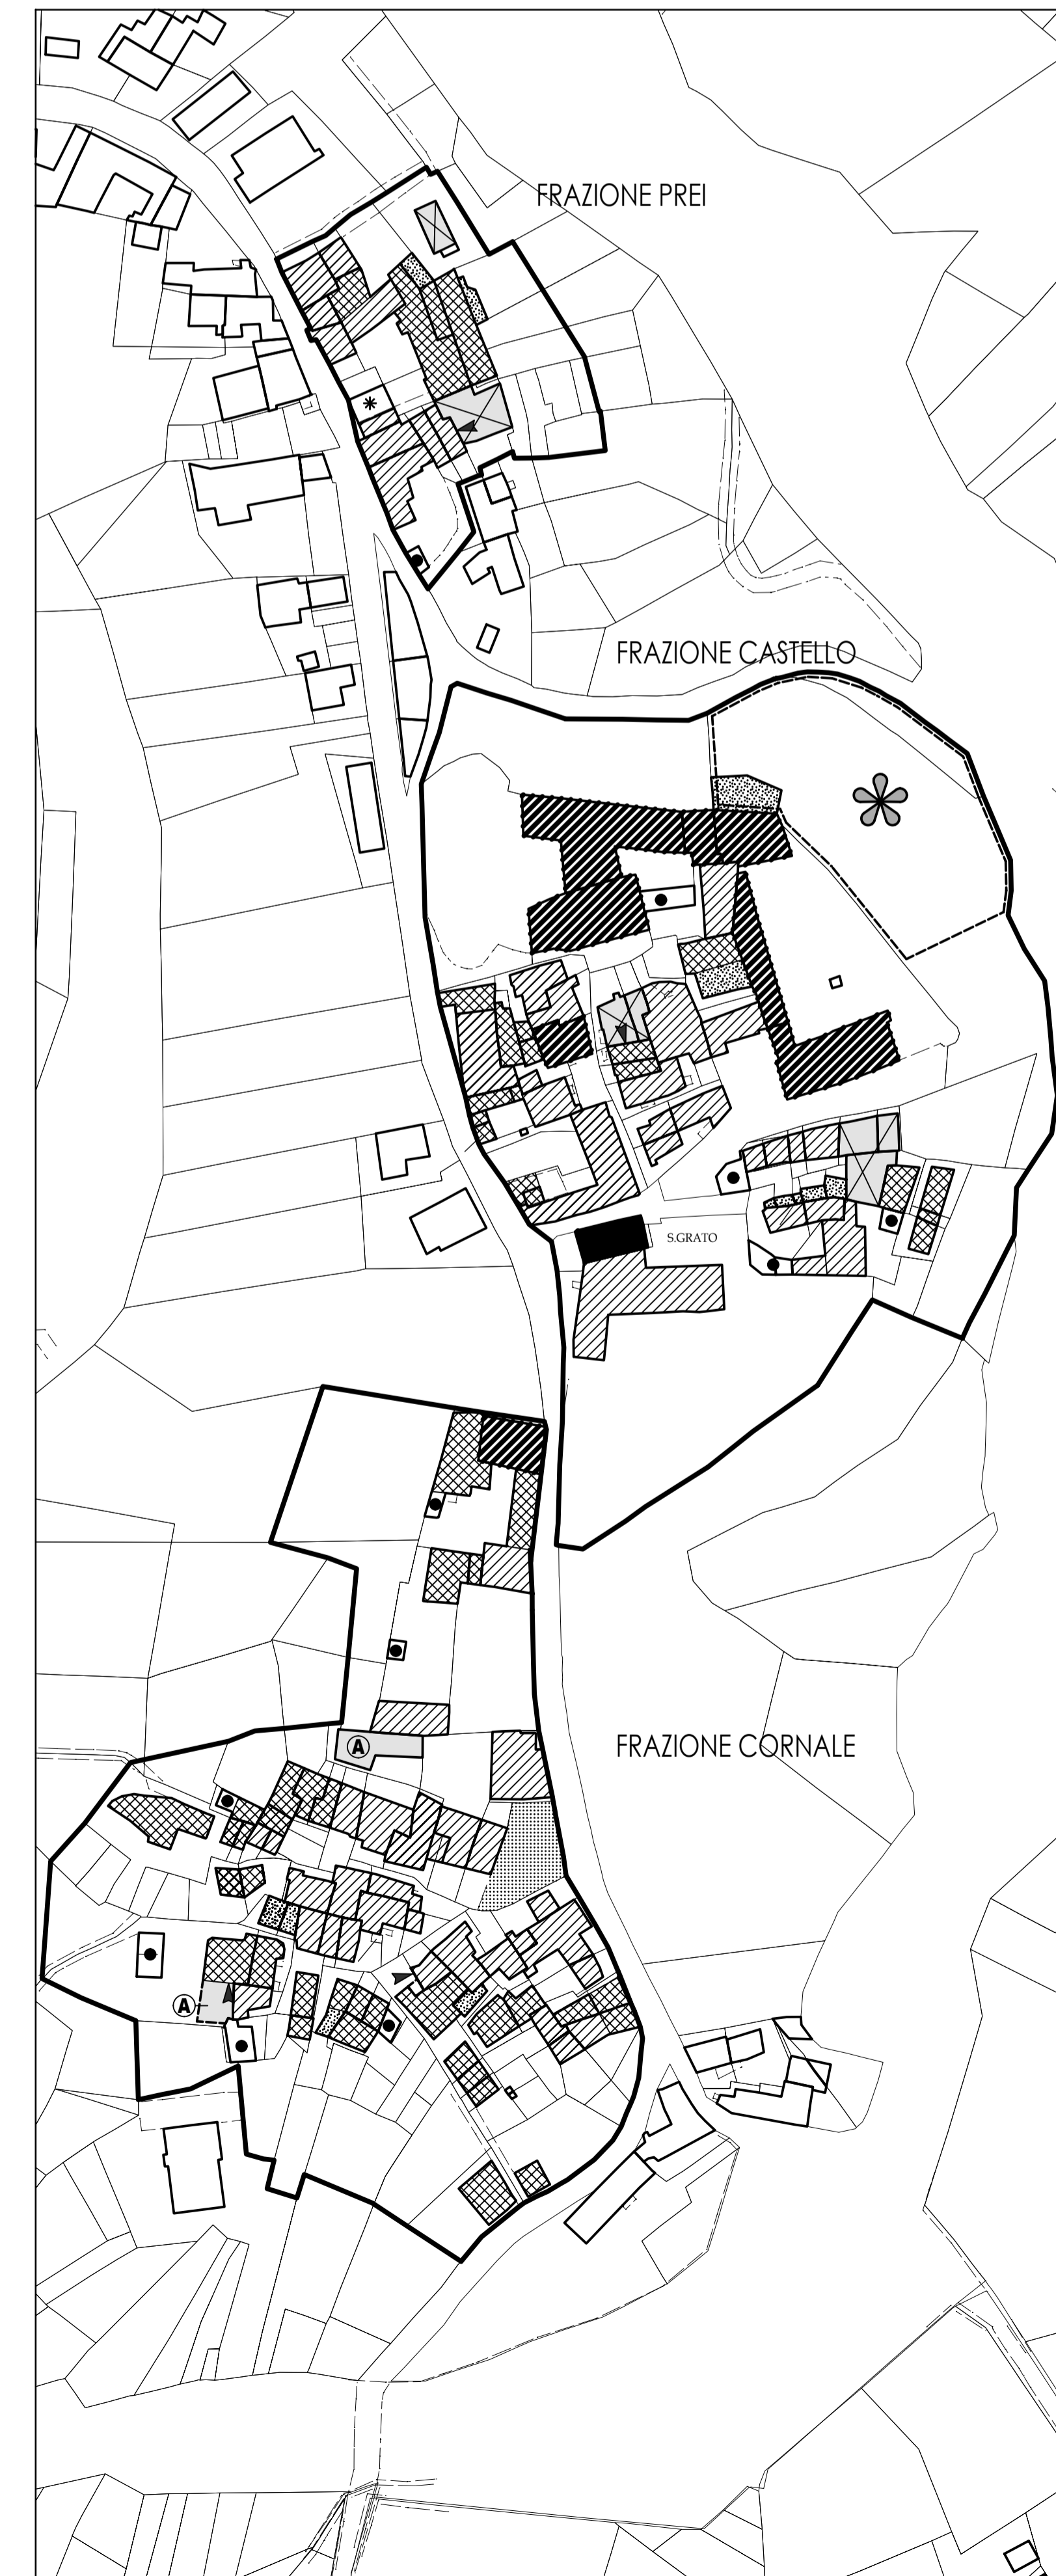 FRAZIONE PREI
FRAZIONE CASTELLO
S.GRATO
FRAZIONE CORNALE
A
A